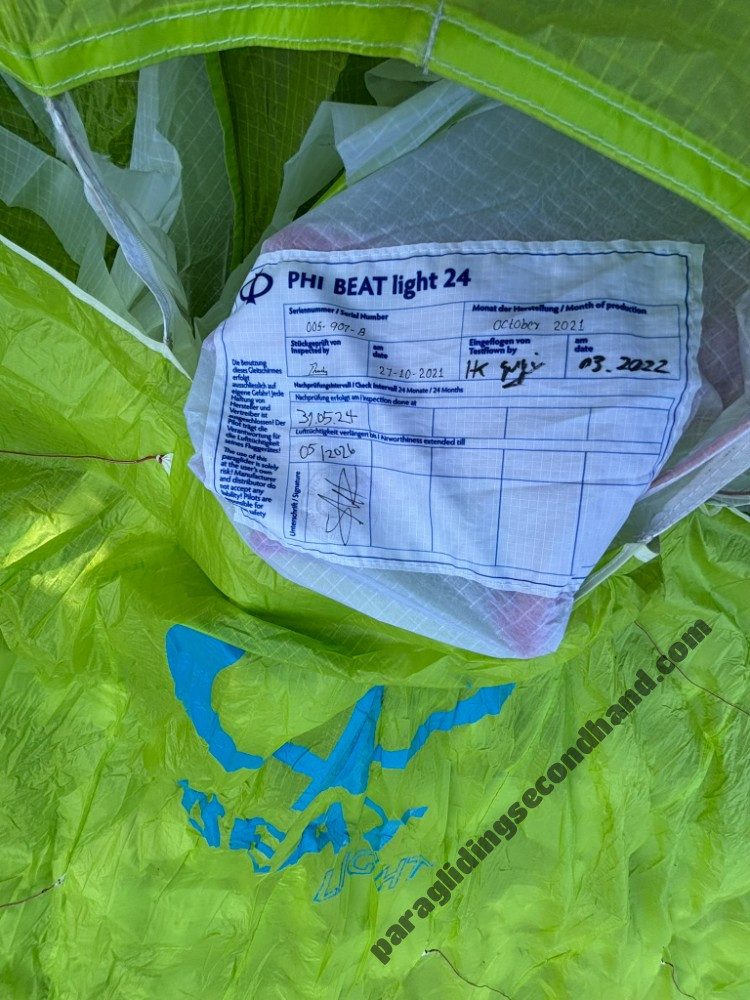 PHI BEAT light 24
Seriennummer / Serial Number
005-907-B
Monat der Herstellung / Month of production
October 2021
Stückgeprüft von
Inspected by
am
date
27-10-2021
Eingeflogen von
Testflown by
HK
am
date
03.2022
Nachprüfungsintervall / Check Interval 24 Monate / 24 Months
Nachprüfung erfolgt am / Inspection done at
31.05.24
Lufttüchtigkeit verlängert bis / Airworthiness extended till
05/2026
Unterschrift / Signature
Die Benutzung
dieses Gleitschirmes
erfolgt
ausschliesslich auf
eigene Gefahr! Jede
Haftung von
Hersteller und
Vertreiber ist
ausgeschlossen! Der
Pilot trägt die
Verantwortung für
die Lufttüchtigkeit
seines Fluggerätes!
The use of the
paraglider is solely
at the user's own
risk! Manufacturer
and distributor do
not accept any
liability! Pilots are
responsible for
safety
BEAT
LIGHT
paraglidingsecondhand.com